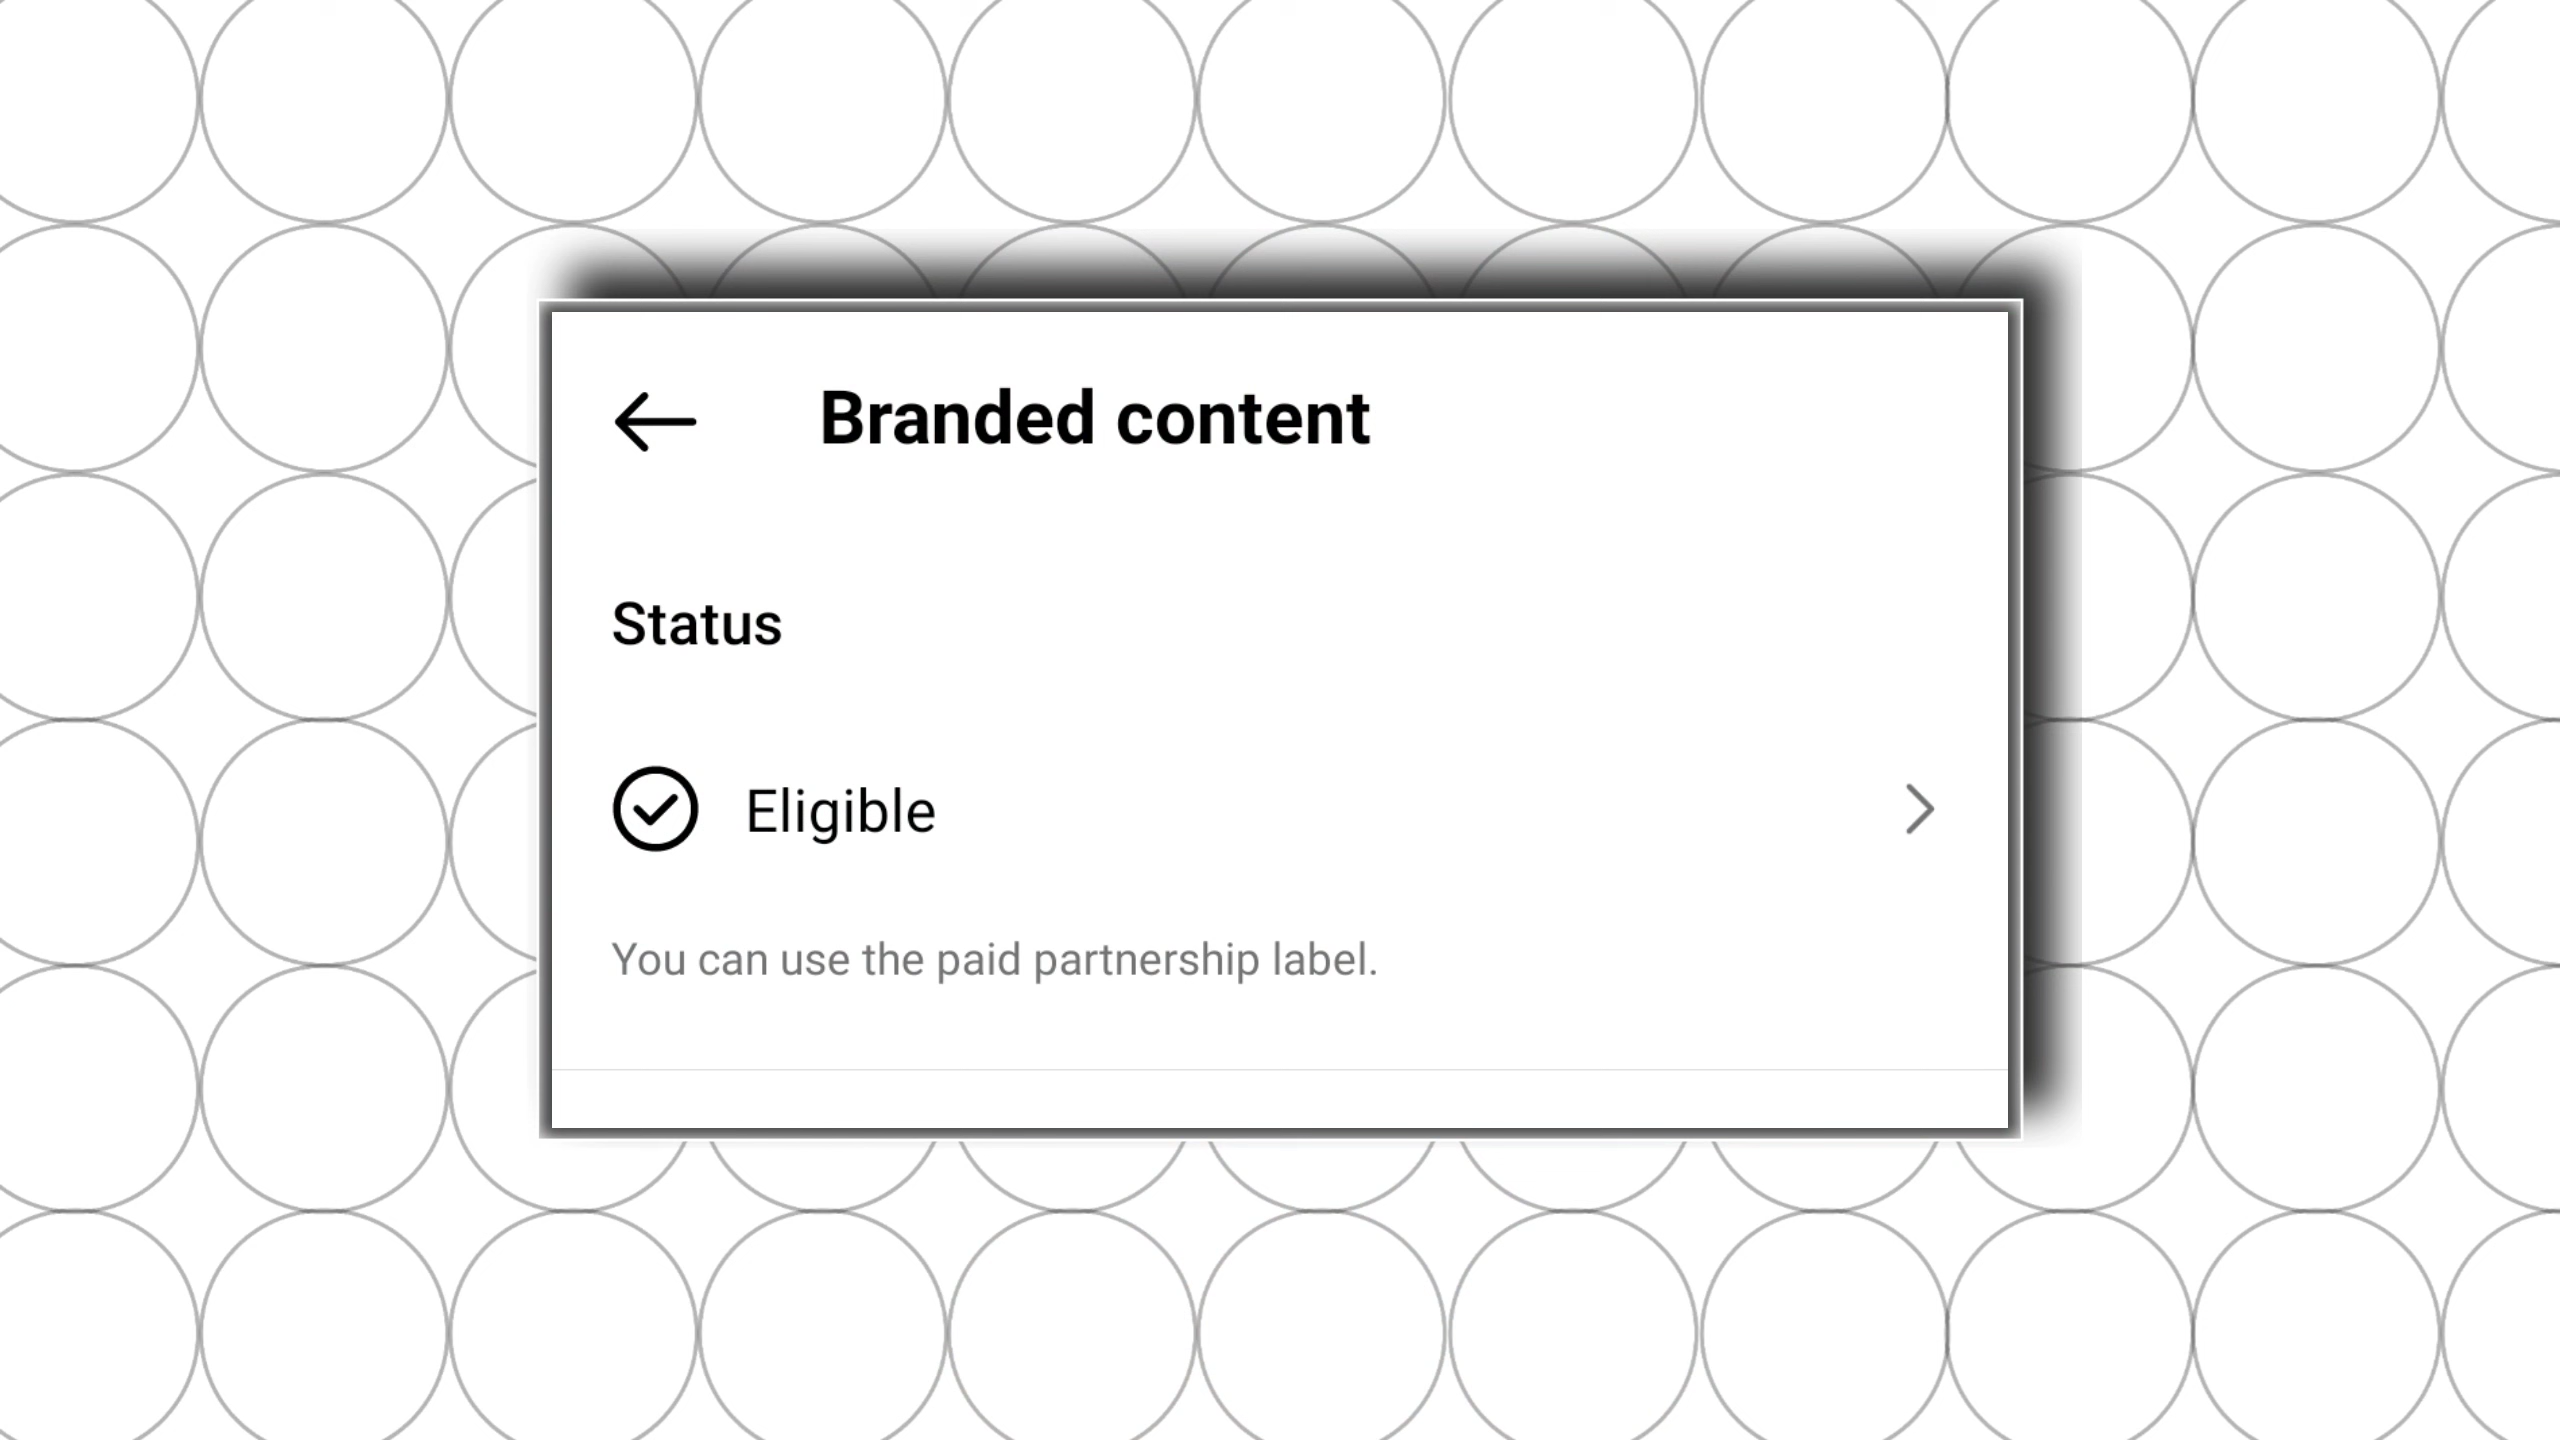 Branded content
Status
Eligible
You can use the paid partnership label.